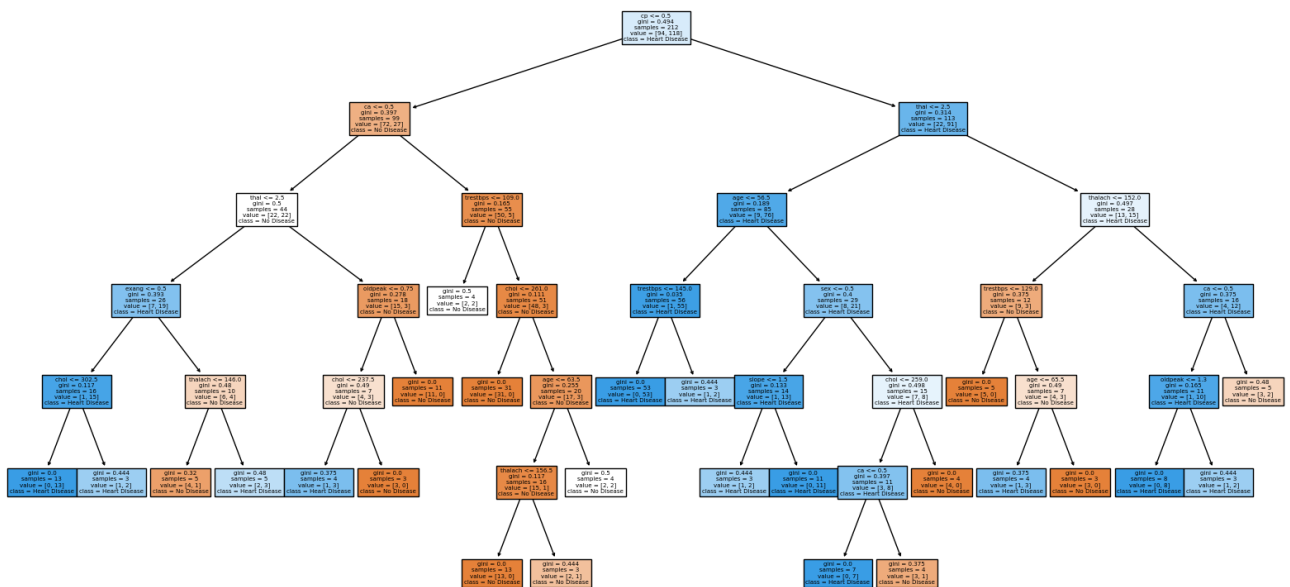 cp <= 0.5
gini = 0.494
samples = 212
value = [94, 118]
class = Heart Disease
ca <= 0.5
gini = 0.397
samples = 99
value = [72, 27]
class = No Disease
thal <= 2.5
gini = 0.314
samples = 113
value = [22, 91]
class = Heart Disease
thal <= 2.5
gini = 0.5
samples = 44
value = [22, 22]
class = No Disease
trestbps <= 109.0
gini = 0.165
samples = 55
value = [50, 5]
class = No Disease
age <= 56.5
gini = 0.189
samples = 85
value = [9, 76]
class = Heart Disease
thalach <= 152.0
gini = 0.497
samples = 28
value = [13, 15]
class = Heart Disease
exang <= 0.5
gini = 0.393
samples = 26
value = [7, 19]
class = Heart Disease
oldpeak <= 0.75
gini = 0.278
samples = 18
value = [15, 3]
class = No Disease
gini = 0.5
samples = 4
value = [2, 2]
class = No Disease
chol <= 261.0
gini = 0.111
samples = 51
value = [48, 3]
class = No Disease
trestbps <= 145.0
gini = 0.035
samples = 56
value = [1, 55]
class = Heart Disease
sex <= 0.5
gini = 0.4
samples = 29
value = [8, 21]
class = Heart Disease
trestbps <= 129.0
gini = 0.375
samples = 12
value = [9, 3]
class = No Disease
ca <= 0.5
gini = 0.375
samples = 16
value = [4, 12]
class = Heart Disease
chol <= 302.5
gini = 0.117
samples = 16
value = [1, 15]
class = Heart Disease
thalach <= 146.0
gini = 0.48
samples = 10
value = [6, 4]
class = No Disease
chol <= 237.5
gini = 0.49
samples = 7
value = [4, 3]
class = No Disease
gini = 0.0
samples = 11
value = [11, 0]
class = No Disease
gini = 0.0
samples = 31
value = [31, 0]
class = No Disease
age <= 63.5
gini = 0.255
samples = 20
value = [17, 3]
class = No Disease
gini = 0.0
samples = 53
value = [0, 53]
class = Heart Disease
gini = 0.444
samples = 3
value = [1, 2]
class = Heart Disease
slope <= 1.5
gini = 0.133
samples = 14
value = [1, 13]
class = Heart Disease
chol <= 259.0
gini = 0.498
samples = 15
value = [7, 8]
class = Heart Disease
gini = 0.0
samples = 5
value = [5, 0]
class = No Disease
age <= 65.5
gini = 0.49
samples = 7
value = [4, 3]
class = No Disease
oldpeak <= 1.3
gini = 0.165
samples = 11
value = [1, 10]
class = Heart Disease
gini = 0.48
samples = 5
value = [3, 2]
class = No Disease
gini = 0.0
samples = 13
value = [0, 13]
class = Heart Disease
gini = 0.444
samples = 3
value = [1, 2]
class = Heart Disease
gini = 0.32
samples = 5
value = [4, 1]
class = No Disease
gini = 0.48
samples = 5
value = [2, 3]
class = Heart Disease
gini = 0.375
samples = 4
value = [1, 3]
class = Heart Disease
gini = 0.0
samples = 3
value = [3, 0]
class = No Disease
thalach <= 156.5
gini = 0.117
samples = 16
value = [15, 1]
class = No Disease
gini = 0.5
samples = 4
value = [2, 2]
class = No Disease
gini = 0.444
samples = 3
value = [1, 2]
class = Heart Disease
gini = 0.0
samples = 11
value = [0, 11]
class = Heart Disease
ca <= 0.5
gini = 0.397
samples = 11
value = [3, 8]
class = Heart Disease
gini = 0.0
samples = 4
value = [4, 0]
class = No Disease
gini = 0.375
samples = 4
value = [1, 3]
class = Heart Disease
gini = 0.0
samples = 3
value = [3, 0]
class = No Disease
gini = 0.0
samples = 8
value = [0, 8]
class = Heart Disease
gini = 0.444
samples = 3
value = [1, 2]
class = Heart Disease
gini = 0.0
samples = 13
value = [13, 0]
class = No Disease
gini = 0.444
samples = 3
value = [2, 1]
class = No Disease
gini = 0.0
samples = 7
value = [0, 7]
class = Heart Disease
gini = 0.375
samples = 4
value = [3, 1]
class = No Disease